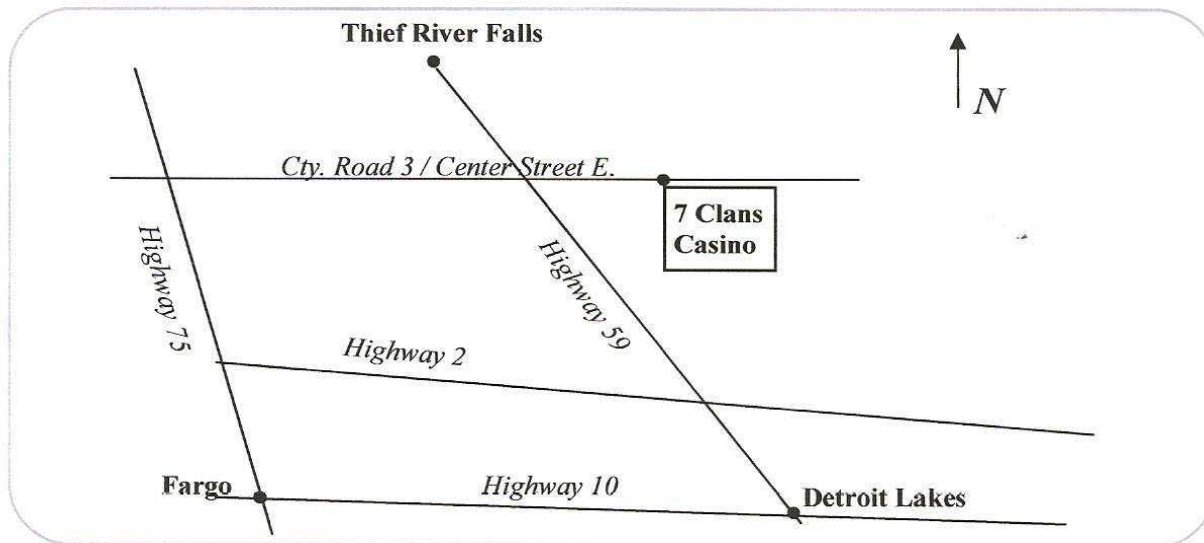 Thief River Falls
N
Cty. Road 3 / Center Street E.
7 Clans
Casino
Highway 75
Highway 59
Highway 2
Fargo
Highway 10
Detroit Lakes